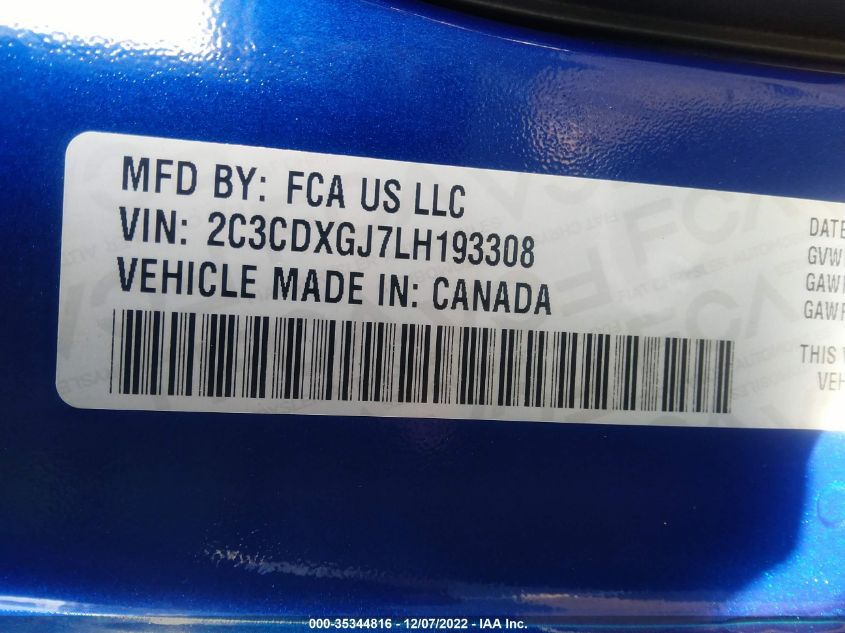 MFD BY: FCA US LLC
VIN: 2C3CDXGJ7LH193308
VEHICLE MADE IN: CANADA
DATE
GVW
GAW
GAW
THIS
VEH
000-35344816 - 12/07/2022 - IAA Inc.